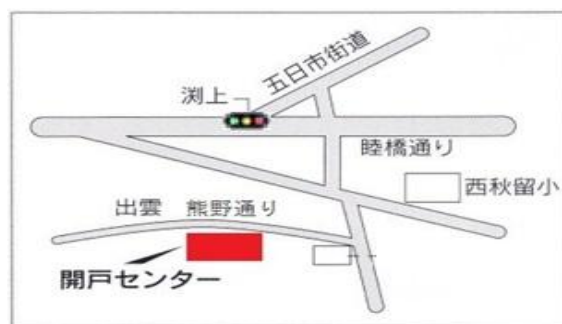 五日市街道
渕上
睦橋通り
西秋留小
出雲 熊野通り
開戸センター